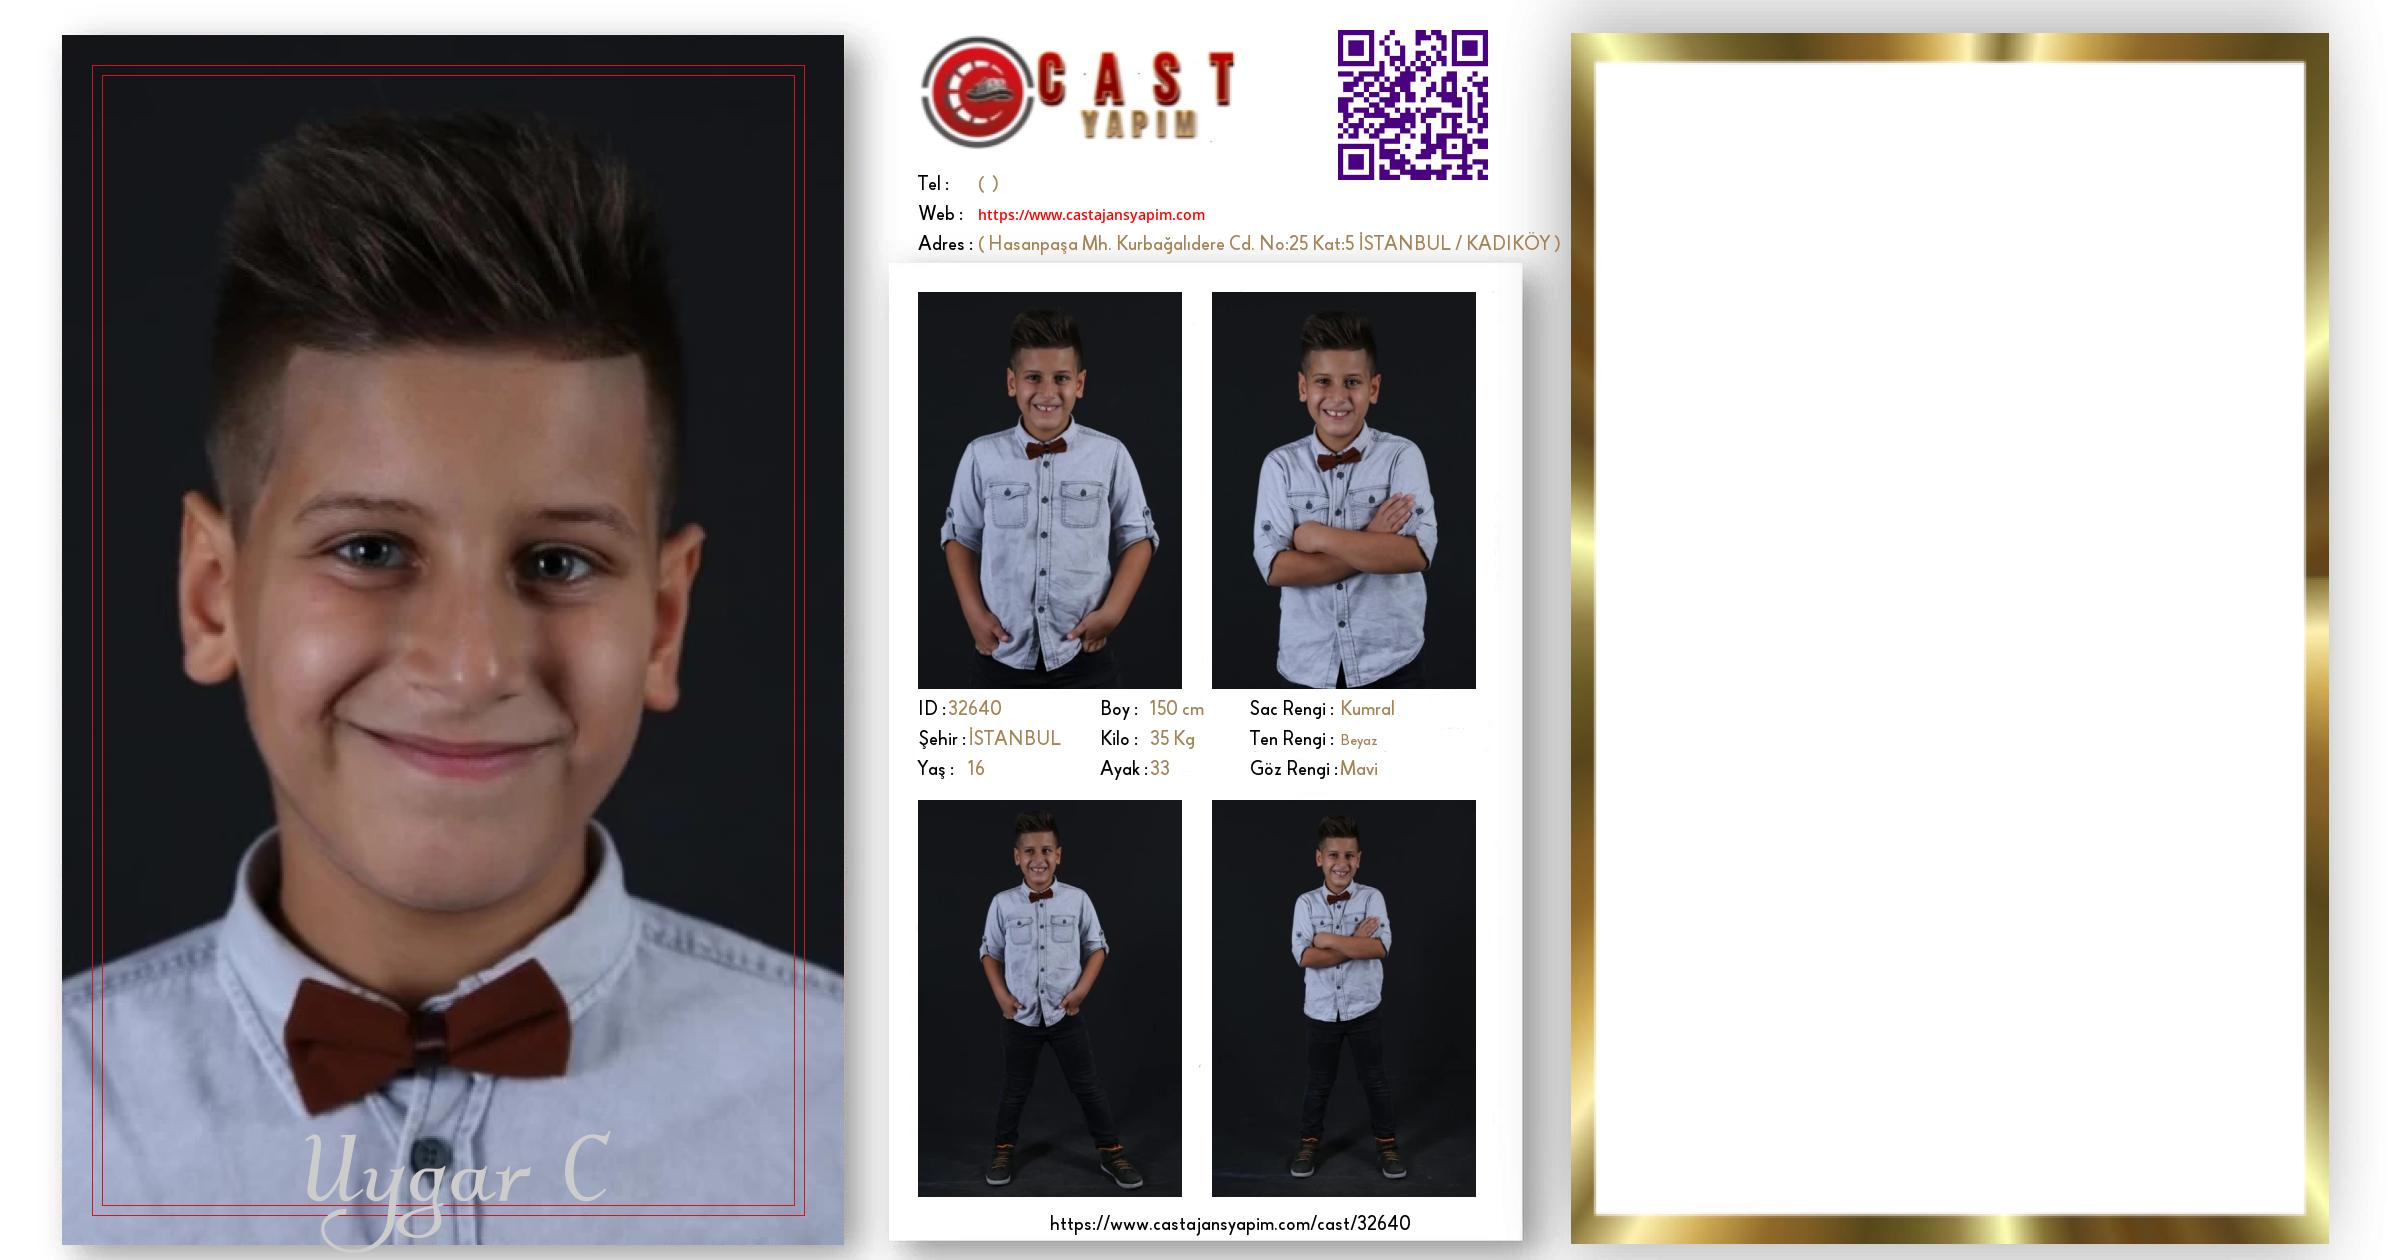 Uygar C
CAST
YAPIM
Tel : ( )
Web : https://www.castajansyapim.com
Adres : ( Hasanpaşa Mh. Kurbağalıdere Cd. No:25 Kat:5 İSTANBUL / KADIKÖY )
ID : 32640 Boy : 150 cm Sac Rengi : Kumral
Şehir : İSTANBUL Kilo : 35 Kg Ten Rengi : Beyaz
Yaş : 16 Ayak : 33 Göz Rengi : Mavi
https://www.castajansyapim.com/cast/32640